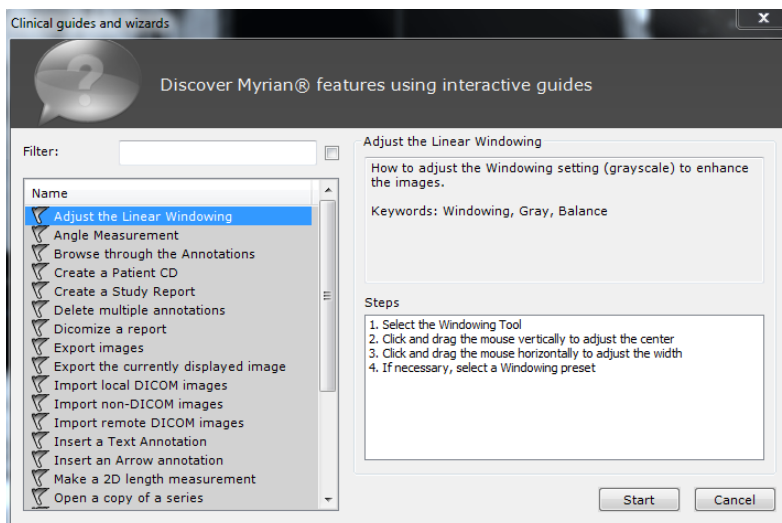 Clinical guides and wizards
x
?
Discover Myrian® features using interactive guides
Filter:
Name
Adjust the Linear Windowing
Angle Measurement
Browse through the Annotations
Create a Patient CD
Create a Study Report
Delete multiple annotations
Dicomize a report
Export images
Export the currently displayed image
Import local DICOM images
Import non-DICOM images
Import remote DICOM images
Insert a Text Annotation
Insert an Arrow annotation
Make a 2D length measurement
Open a copy of a series
Adjust the Linear Windowing
How to adjust the Windowing setting (grayscale) to enhance
the images.
Keywords: Windowing, Gray, Balance
Steps
1. Select the Windowing Tool
2. Click and drag the mouse vertically to adjust the center
3. Click and drag the mouse horizontally to adjust the width
4. If necessary, select a Windowing preset
Start
Cancel